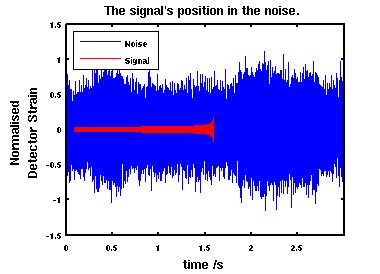 The signal's position in the noise.
Noise
Signal
Normalised
Detector Strain
1.5
1
0.5
0
-0.5
-1
-1.5
0
0.5
1
1.5
2
2.5
time /s